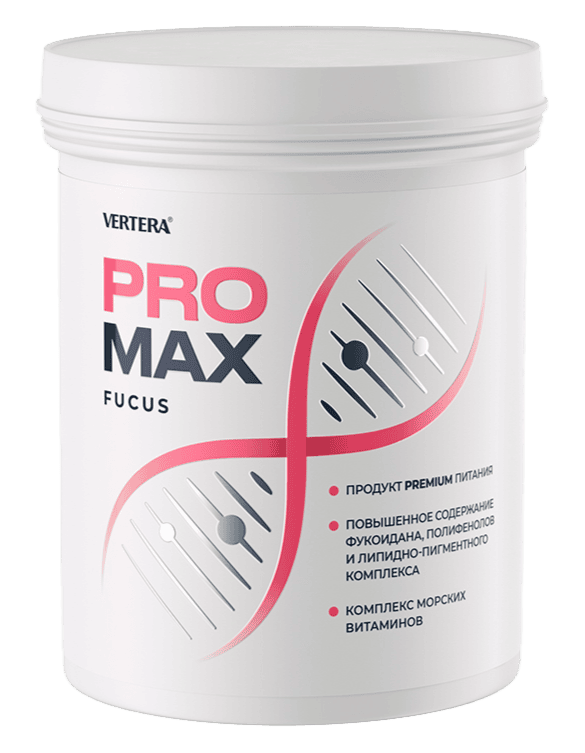 VERTERA®
PRO
MAX
FUCUS
ПРОДУКТ PREMIUM ПИТАНИЯ
ПОВЫШЕННОЕ СОДЕРЖАНИЕ
ФУКОИДАНА, ПОЛИФЕНОЛОВ
И ЛИПИДНО-ПИГМЕНТНОГО
КОМПЛЕКСА
КОМПЛЕКС МОРСКИХ
ВИТАМИНОВ